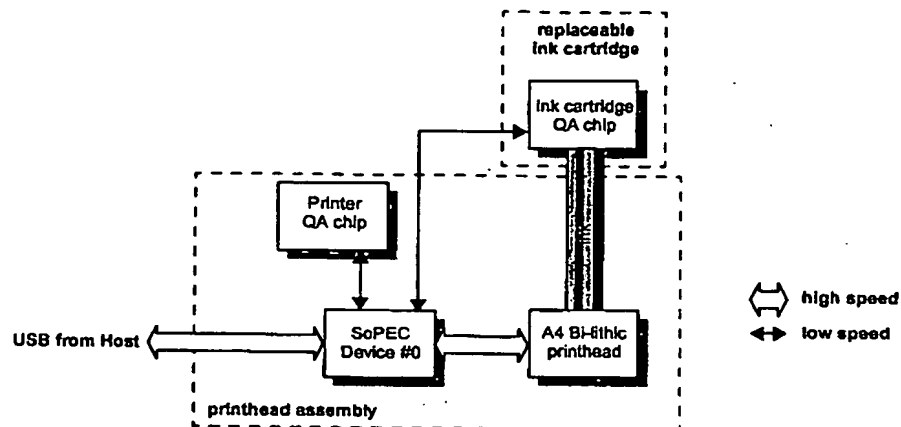 replaceable
ink cartridge
ink cartridge
QA chip
Printer
QA chip
ink
USB from Host
SoPEC
Device #0
A4 Bi-lithic
printhead
high speed
low speed
printhead assembly